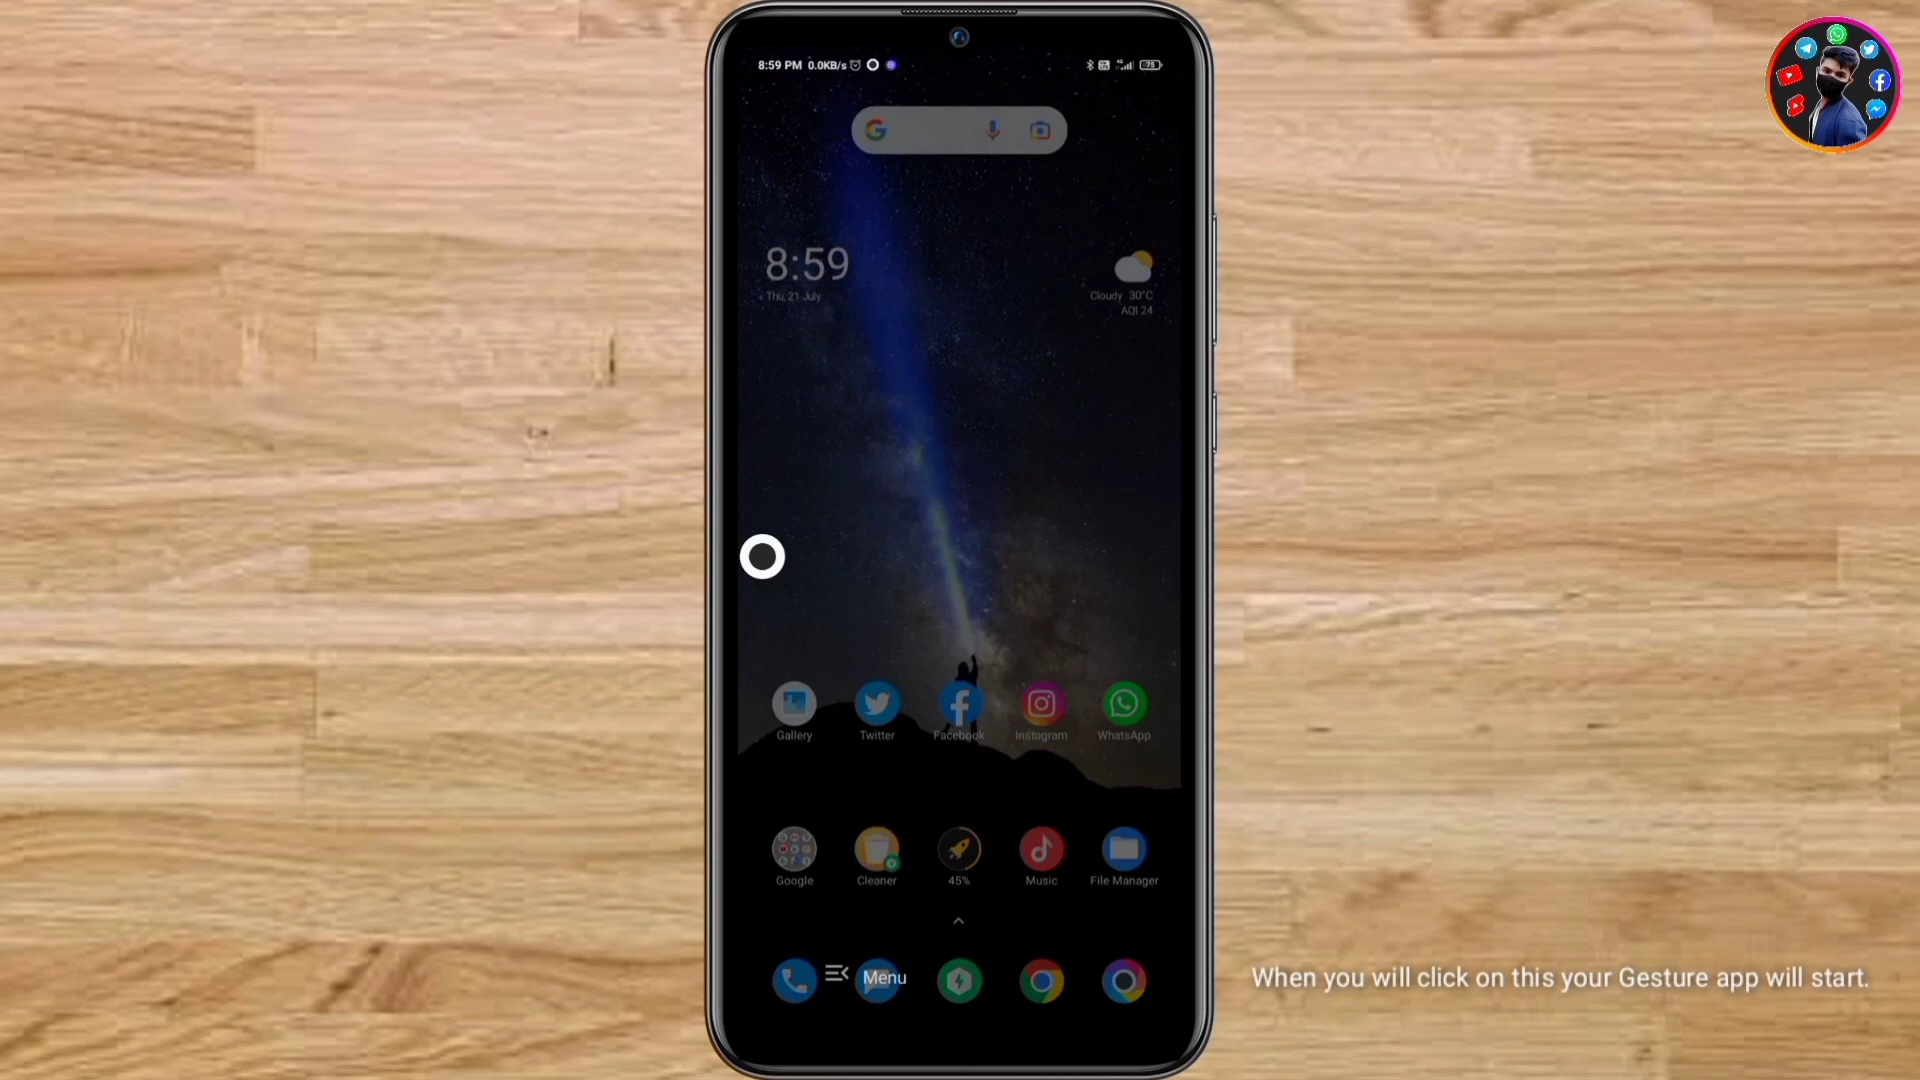 8:59 PM 0.0KB/s
75
8:59
Thu, 21 July
Cloudy 30°C
AQI 24
Gallery Twitter Facebook Instagram WhatsApp
Google Cleaner 45% Music File Manager
Menu
When you will click on this your Gesture app will start.